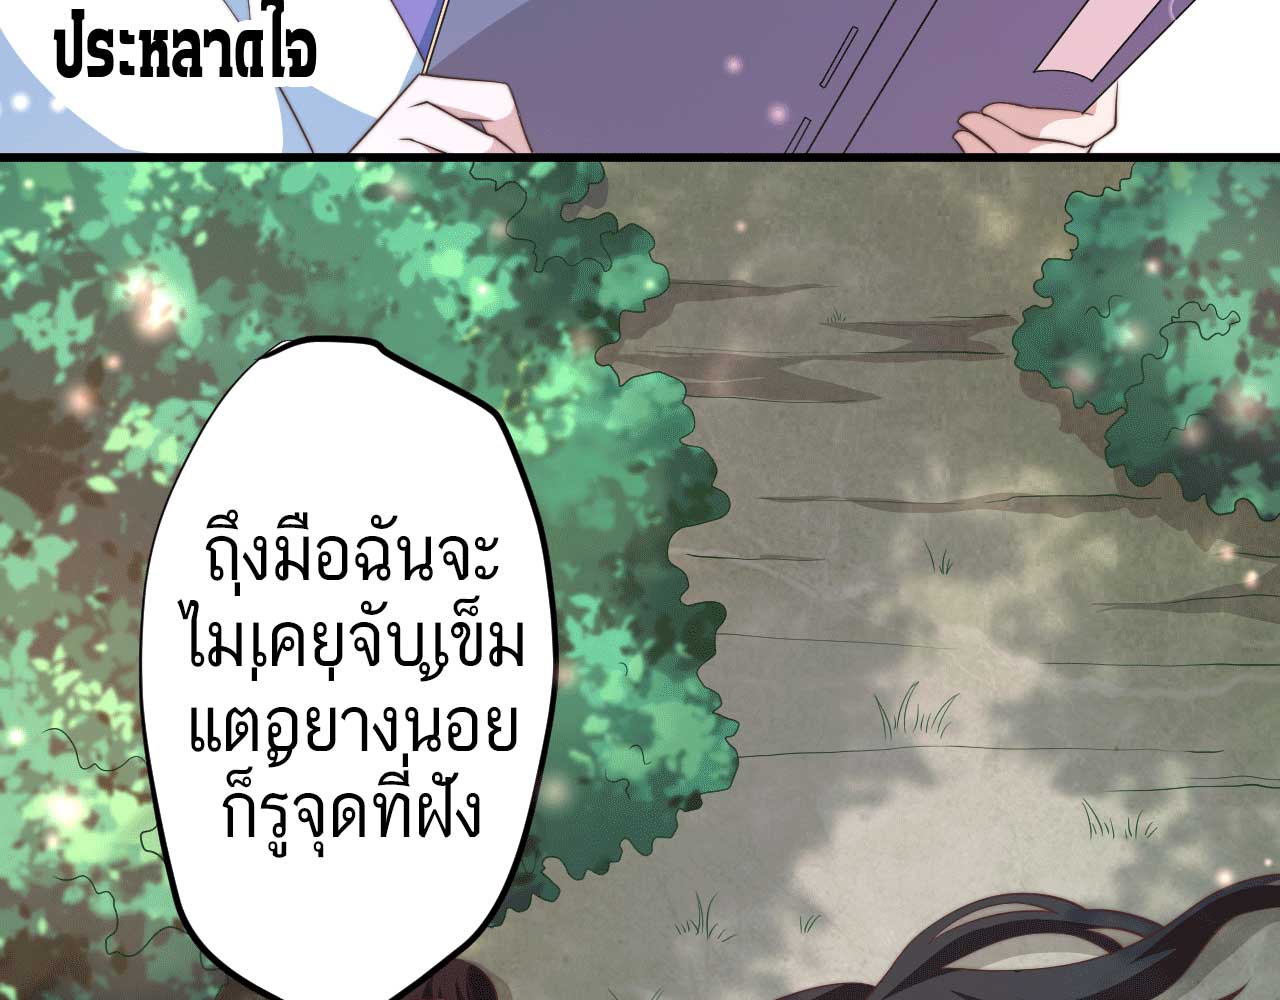 ประหลาดใจ
ถึงมือฉันจะ
ไม่เคยจับเข็ม
แต่อย่างน้อย
ก็รู้จุดที่ฝัง